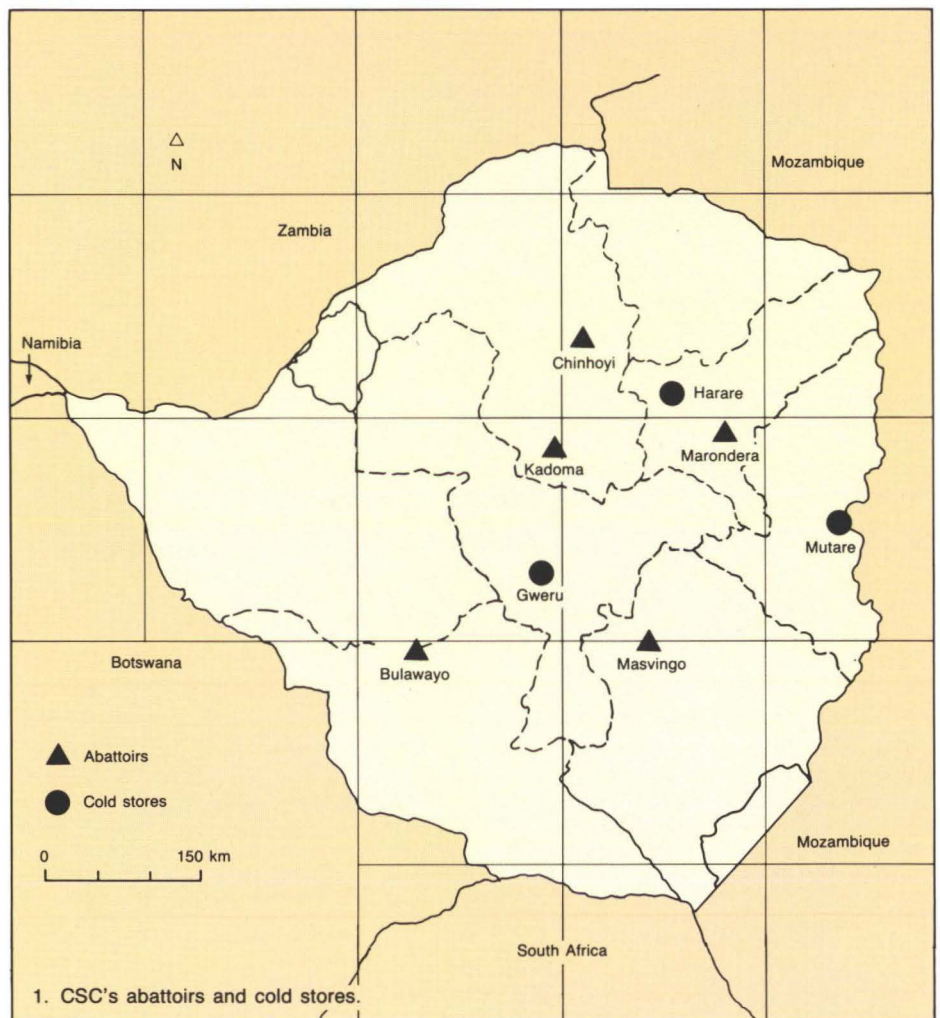 N
Mozambique
Zambia
Namibia
Chinhoyi
Harare
Marondera
Kadoma
Mutare
Gweru
Botswana
Bulawayo
Masvingo
Abattoirs
Cold stores
0 150 km
Mozambique
South Africa
1. CSC's abattoirs and cold stores.